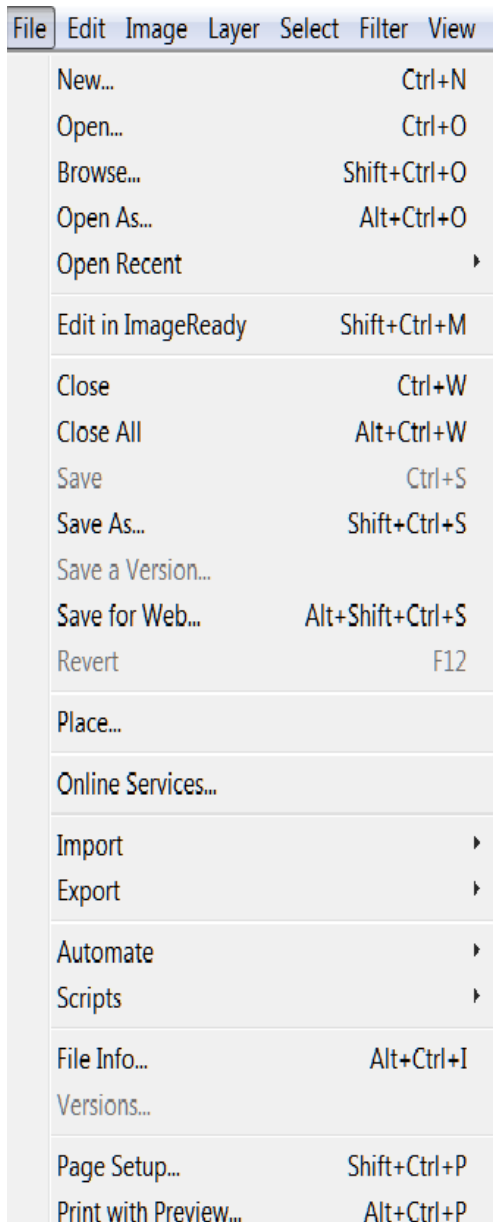 File Edit Image Layer Select Filter View
New... Ctrl+N
Open... Ctrl+O
Browse... Shift+Ctrl+O
Open As... Alt+Ctrl+O
Open Recent
Edit in ImageReady Shift+Ctrl+M
Close Ctrl+W
Close All Alt+Ctrl+W
Save Ctrl+S
Save As... Shift+Ctrl+S
Save a Version...
Save for Web... Alt+Shift+Ctrl+S
Revert F12
Place...
Online Services...
Import
Export
Automate
Scripts
File Info... Alt+Ctrl+I
Versions...
Page Setup... Shift+Ctrl+P
Print with Preview... Alt+Ctrl+P